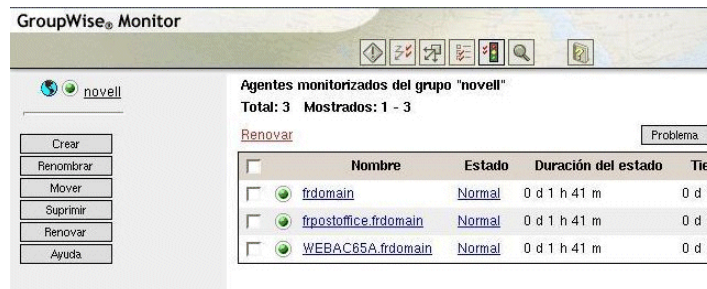 GroupWise® Monitor
novell
Crear
Renombrar
Mover
Suprimir
Renovar
Ayuda
Agentes monitorizados del grupo "novell"
Total: 3 Mostrados: 1 - 3
Renovar
Problema
Nombre Estado Duración del estado Tie
frdomain Normal 0 d 1 h 41 m 0 d
frpostoffice.frdomain Normal 0 d 1 h 41 m 0 d
WEBAC65A.frdomain Normal 0 d 1 h 41 m 0 d